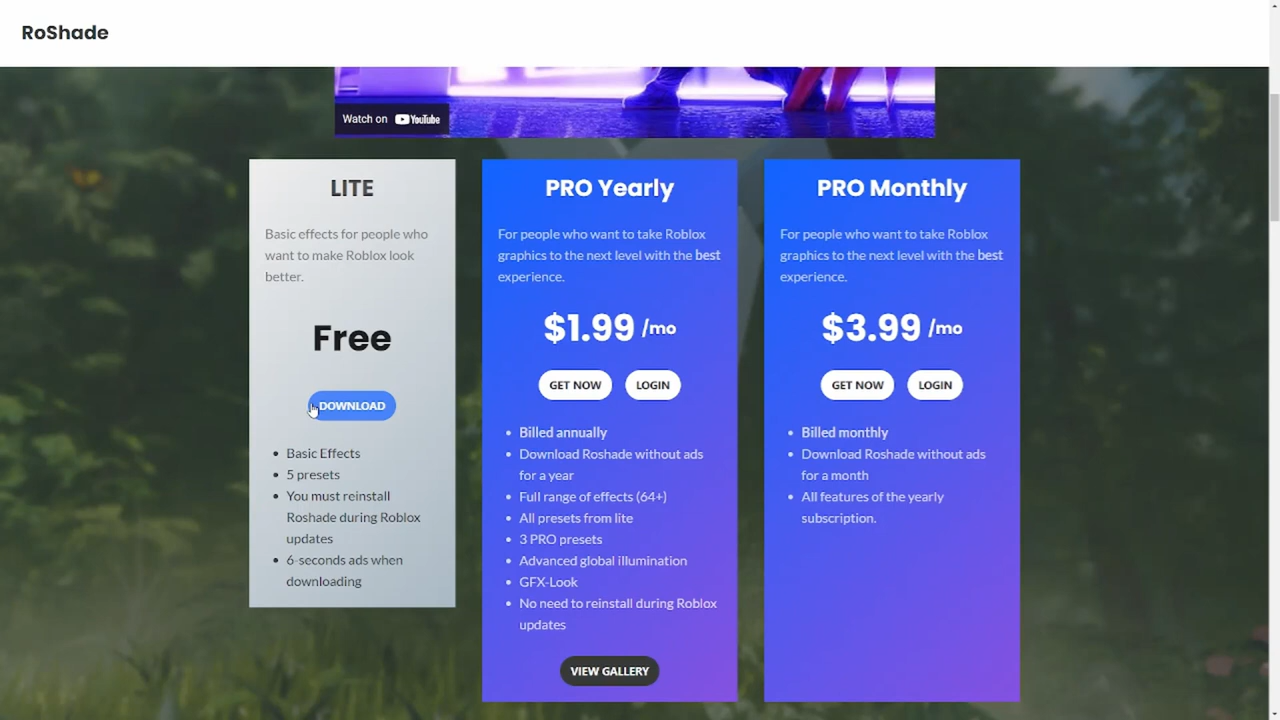 RoShade
Watch on YouTube
LITE
Basic effects for people who
want to make Roblox look
better.
Free
DOWNLOAD
Basic Effects
5 presets
You must reinstall
Roshade during Roblox
updates
6-seconds ads when
downloading
PRO Yearly
For people who want to take Roblox
graphics to the next level with the best
experience.
$1.99 /mo
GET NOW
LOGIN
Billed annually
Download Roshade without ads
for a year
Full range of effects (64+)
All presets from lite
3 PRO presets
Advanced global illumination
GFX-Look
No need to reinstall during Roblox
updates
VIEW GALLERY
PRO Monthly
For people who want to take Roblox
graphics to the next level with the best
experience.
$3.99 /mo
GET NOW
LOGIN
Billed monthly
Download Roshade without ads
for a month
All features of the yearly
subscription.